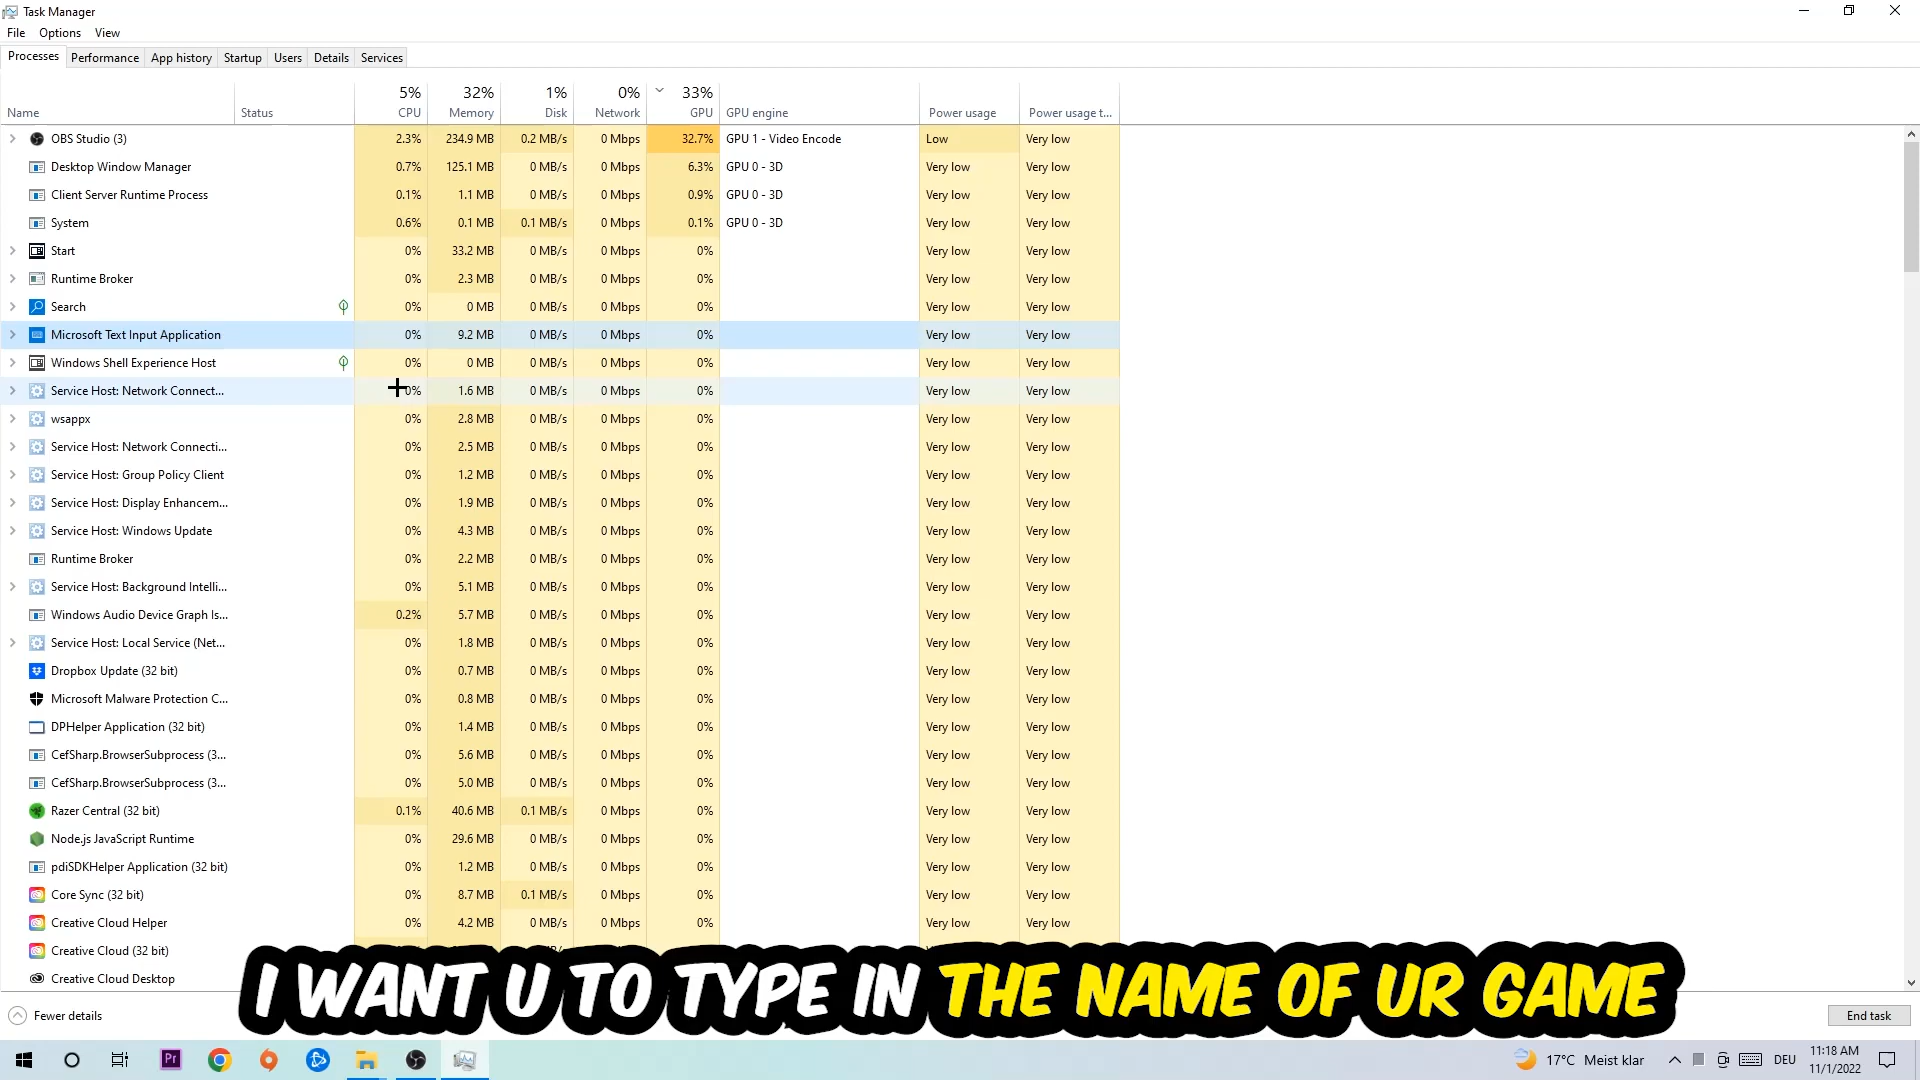 Task Manager
File Options View
Processes Performance App history Startup Users Details Services
5% 32% 1% 0% 33%
Name Status CPU Memory Disk Network GPU GPU engine Power usage Power usage t...
OBS Studio (3) 2.3% 234.9 MB 0.2 MB/s 0 Mbps 32.7% GPU 1 - Video Encode Low Very low
Desktop Window Manager 0.7% 125.1 MB 0 MB/s 0 Mbps 6.3% GPU 0 - 3D Very low Very low
Client Server Runtime Process 0.1% 1.1 MB 0 MB/s 0 Mbps 0.9% GPU 0 - 3D Very low Very low
System 0.6% 0.1 MB 0.1 MB/s 0 Mbps 0.1% GPU 0 - 3D Very low Very low
Start 0% 33.2 MB 0 MB/s 0 Mbps 0% Very low Very low
Runtime Broker 0% 2.3 MB 0 MB/s 0 Mbps 0% Very low Very low
Search 0% 0 MB 0 MB/s 0 Mbps 0% Very low Very low
Microsoft Text Input Application 0% 9.2 MB 0 MB/s 0 Mbps 0% Very low Very low
Windows Shell Experience Host 0% 0 MB 0 MB/s 0 Mbps 0% Very low Very low
Service Host: Network Connect... 0% 1.6 MB 0 MB/s 0 Mbps 0% Very low Very low
wsappx 0% 2.8 MB 0 MB/s 0 Mbps 0% Very low Very low
Service Host: Network Connecti... 0% 2.5 MB 0 MB/s 0 Mbps 0% Very low Very low
Service Host: Group Policy Client 0% 1.2 MB 0 MB/s 0 Mbps 0% Very low Very low
Service Host: Display Enhancem... 0% 1.9 MB 0 MB/s 0 Mbps 0% Very low Very low
Service Host: Windows Update 0% 4.3 MB 0 MB/s 0 Mbps 0% Very low Very low
Runtime Broker 0% 2.2 MB 0 MB/s 0 Mbps 0% Very low Very low
Service Host: Background Intelli... 0% 5.1 MB 0 MB/s 0 Mbps 0% Very low Very low
Windows Audio Device Graph Is... 0.2% 5.7 MB 0 MB/s 0 Mbps 0% Very low Very low
Service Host: Local Service (Net... 0% 1.8 MB 0 MB/s 0 Mbps 0% Very low Very low
Dropbox Update (32 bit) 0% 0.7 MB 0 MB/s 0 Mbps 0% Very low Very low
Microsoft Malware Protection C... 0% 0.8 MB 0 MB/s 0 Mbps 0% Very low Very low
DPHelper Application (32 bit) 0% 1.4 MB 0 MB/s 0 Mbps 0% Very low Very low
CefSharp.BrowserSubprocess (3... 0% 5.6 MB 0 MB/s 0 Mbps 0% Very low Very low
CefSharp.BrowserSubprocess (3... 0% 5.0 MB 0 MB/s 0 Mbps 0% Very low Very low
Razer Central (32 bit) 0.1% 40.6 MB 0.1 MB/s 0 Mbps 0% Very low Very low
Node.js JavaScript Runtime 0% 29.6 MB 0 MB/s 0 Mbps 0% Very low Very low
pdiSDKHelper Application (32 bit) 0% 1.2 MB 0 MB/s 0 Mbps 0% Very low Very low
Core Sync (32 bit) 0% 8.7 MB 0.1 MB/s 0 Mbps 0% Very low Very low
Creative Cloud Helper 0% 4.2 MB 0 MB/s 0 Mbps 0% Very low Very low
Creative Cloud (32 bit)
Creative Cloud Desktop
I WANT U TO TYPE IN THE NAME OF UR GAME
Fewer details End task
Pr 17°C Meist klar DEU 11:18 AM
11/1/2022